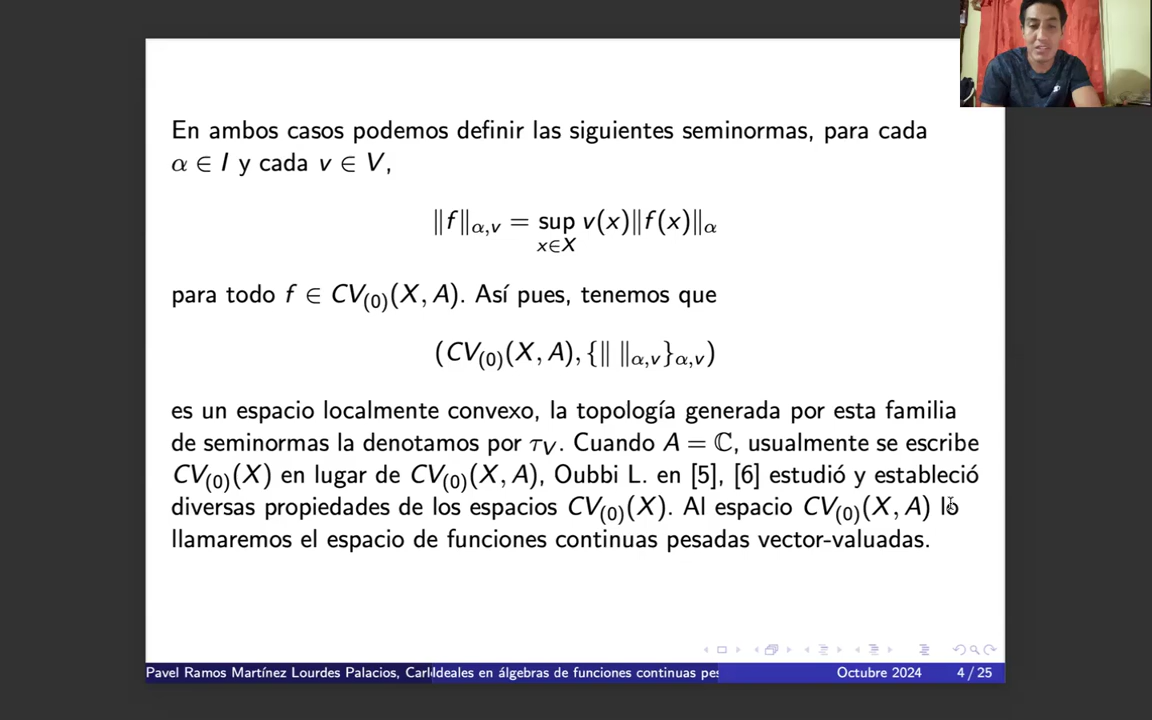 En ambos casos podemos definir las siguientes seminormas, para cada
α ∈ I y cada v ∈ V,
‖f‖α,v = sup v(x)‖f(x)‖α
x∈X
para todo f ∈ CV(0)(X, A). Así pues, tenemos que
(CV(0)(X, A), {‖ ‖α,v}α,v)
es un espacio localmente convexo, la topología generada por esta familia
de seminormas la denotamos por τV. Cuando A = ℂ, usualmente se escribe
CV(0)(X) en lugar de CV(0)(X, A), Oubbi L. en [5], [6] estudió y estableció
diversas propiedades de los espacios CV(0)(X). Al espacio CV(0)(X, A) lo
llamaremos el espacio de funciones continuas pesadas vector-valuadas.
Pavel Ramos Martínez Lourdes Palacios, Carl Ideales en álgebras de funciones continuas pes Octubre 2024 4 / 25